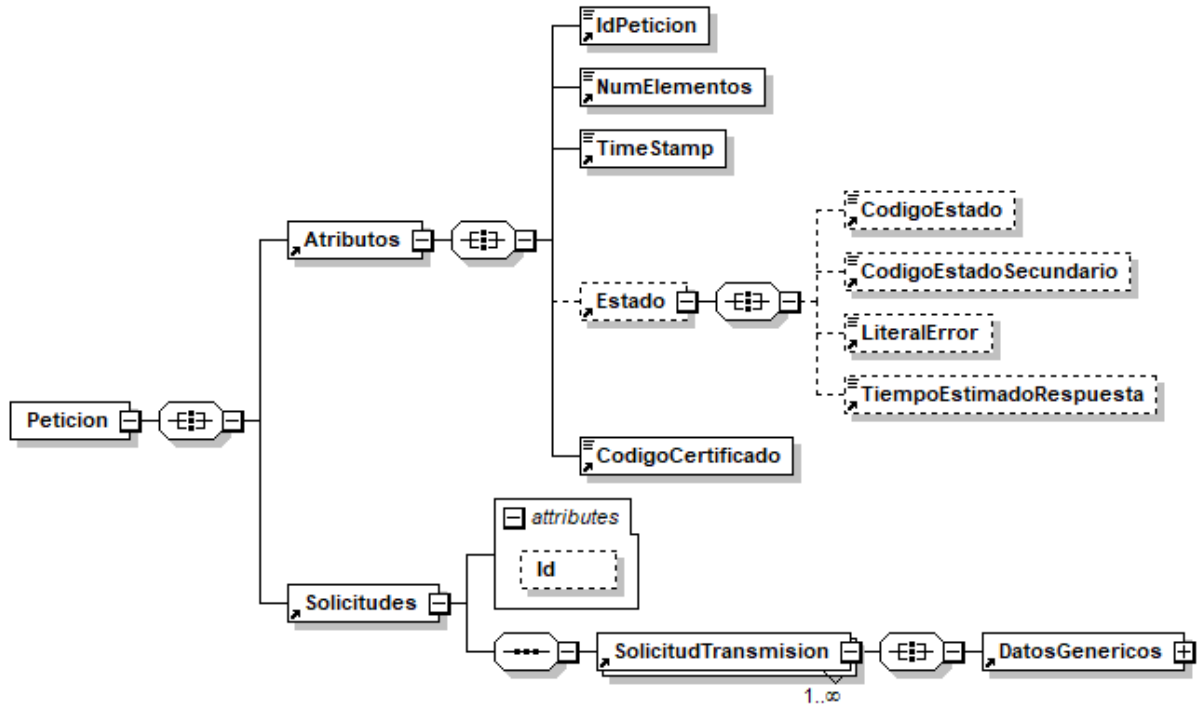 IdPeticion
NumElementos
TimeStamp
CodigoEstado
Atributos
CodigoEstadoSecundario
Estado
LiteralError
TiempoEstimadoRespuesta
Peticion
CodigoCertificado
attributes
Id
Solicitudes
SolicitudTransmision
DatosGenericos
1..∞